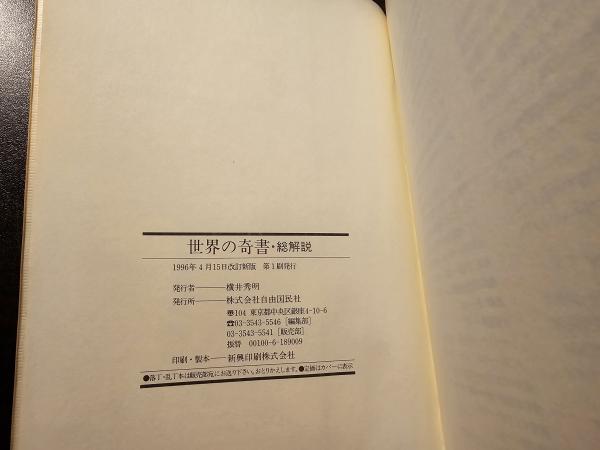 世界の奇書・総解説
1996年4月15日改訂新版 第1刷発行
発行者――横井秀明
発行所――株式会社自由国民社
〠104 東京都中央区銀座4-10-6
☎03-3543-5546［編集部］
03-3543-5541［販売部］
振替 00100-6-189009
印刷・製本――新興印刷株式会社
●落丁・乱丁本は販売部宛にお送り下さい。おとりかえします。●定価はカバーに表示